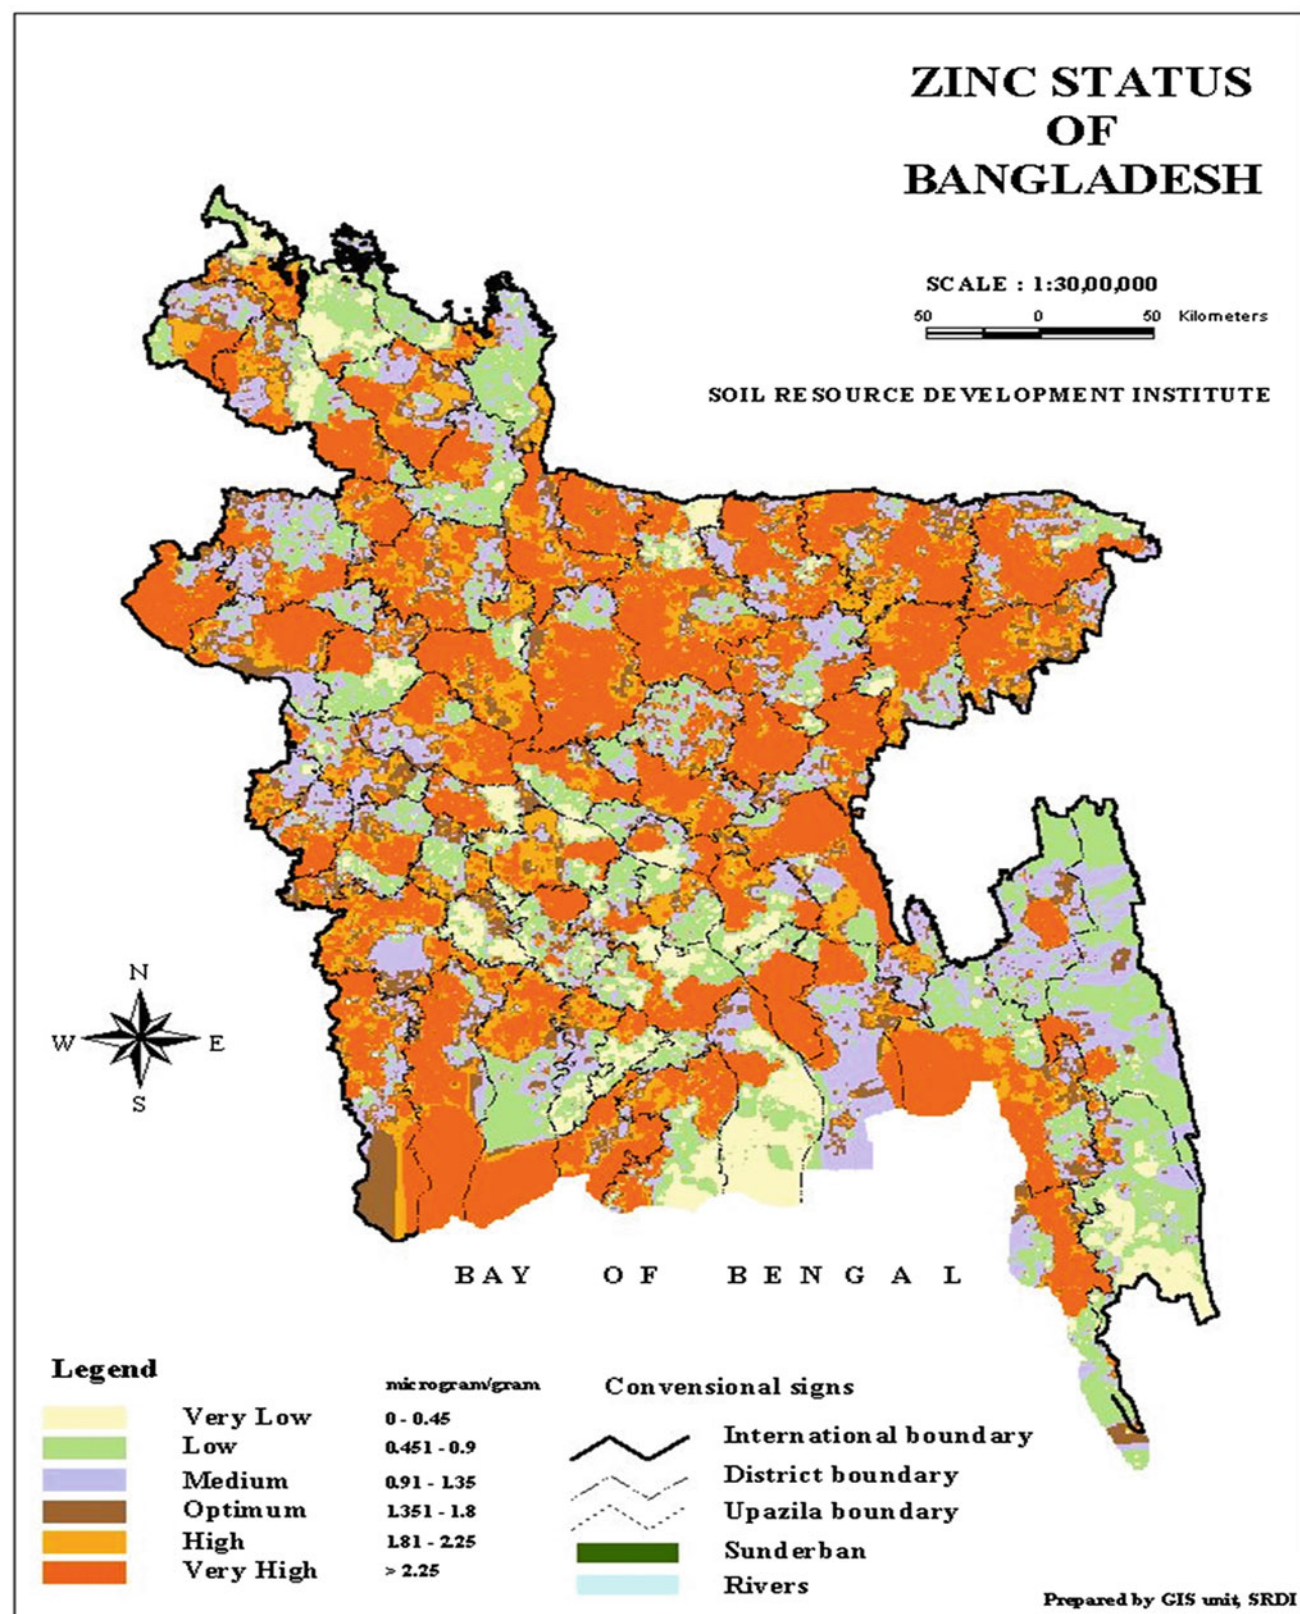 ZINC STATUS
OF
BANGLADESH
SCALE : 1:30,00,000
50 0 50 Kilometers
SOIL RESOURCE DEVELOPMENT INSTITUTE
N
W E
S
BAY OF BENGAL
Legend
microgram/gram
Very Low 0 - 0.45
Low 0.451 - 0.9
Medium 0.91 - 1.35
Optimum 1.351 - 1.8
High 1.81 - 2.25
Very High > 2.25
Convensional signs
International boundary
District boundary
Upazila boundary
Sunderban
Rivers
Prepared by GIS unit, SRDI